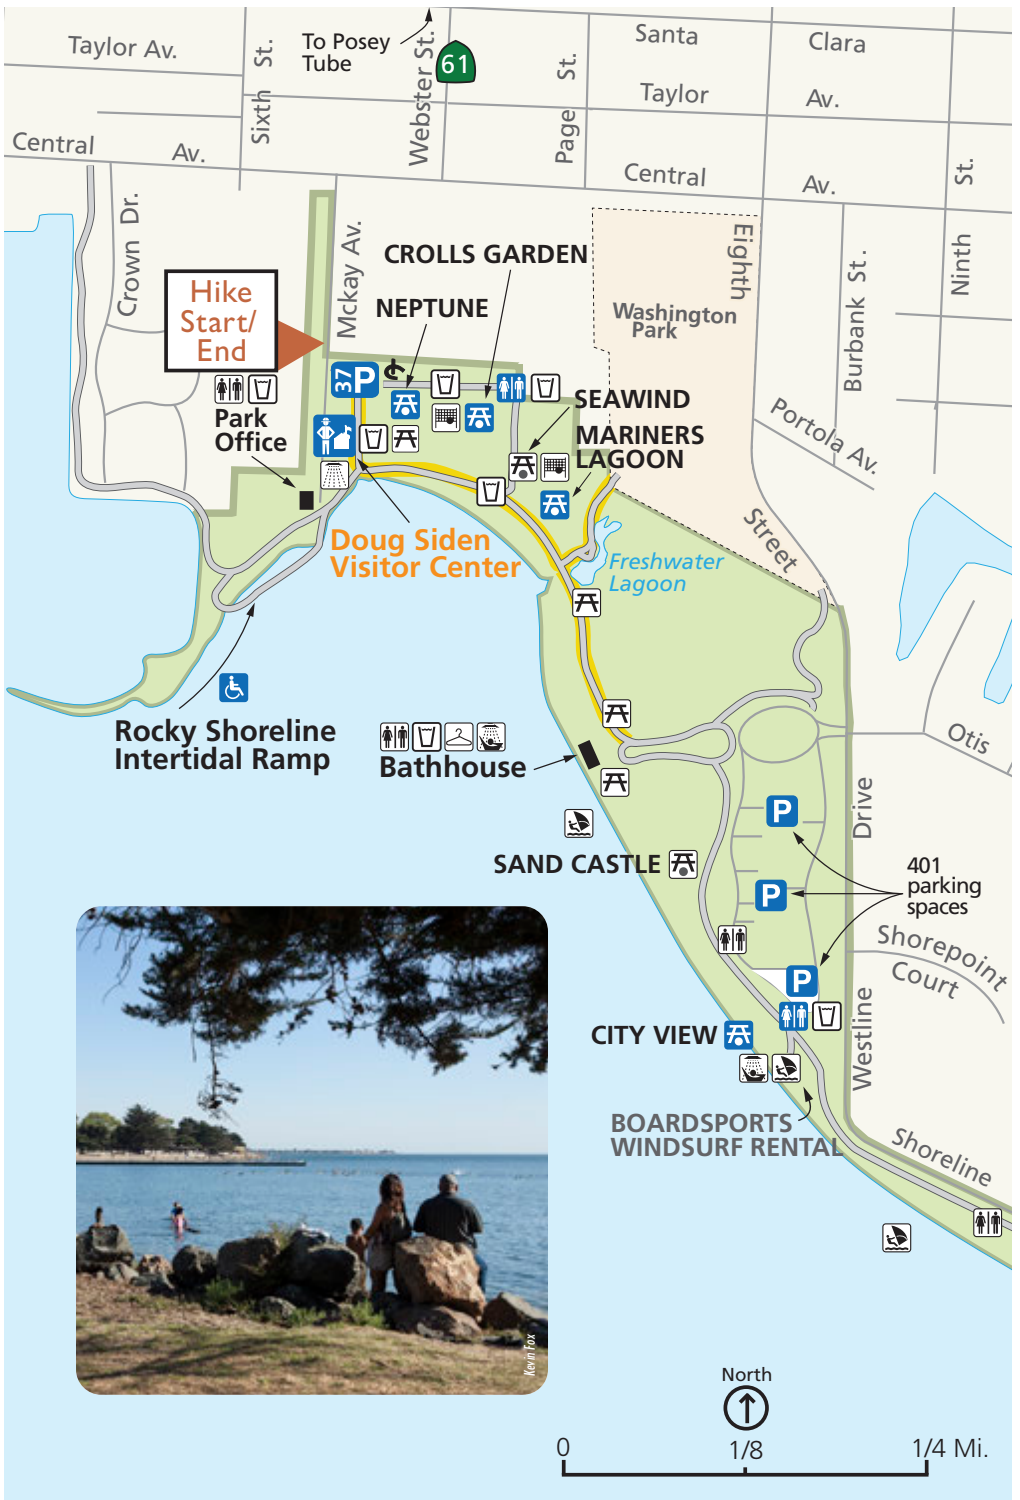 Taylor Av.
Sixth St.
To Posey
Tube
Webster St.
61
Page St.
Santa Clara
Taylor Av.
Central Av.
Central Av.
Ninth St.
Crown Dr.
Mckay Av.
Eighth
Street
Burbank St.
Portola Av.
Washington
Park
Hike
Start/
End
CROLLS GARDEN
NEPTUNE
37 P
SEAWIND
MARINERS
LAGOON
Park
Office
Doug Siden
Visitor Center
Freshwater
Lagoon
Rocky Shoreline
Intertidal Ramp
Bathhouse
Otis
Drive
P
SAND CASTLE
401
parking
spaces
P
Shorepoint
Court
P
Westline
CITY VIEW
BOARDSPORTS
WINDSURF RENTAL
Shoreline
Kevin Fox
North
0 1/8 1/4 Mi.